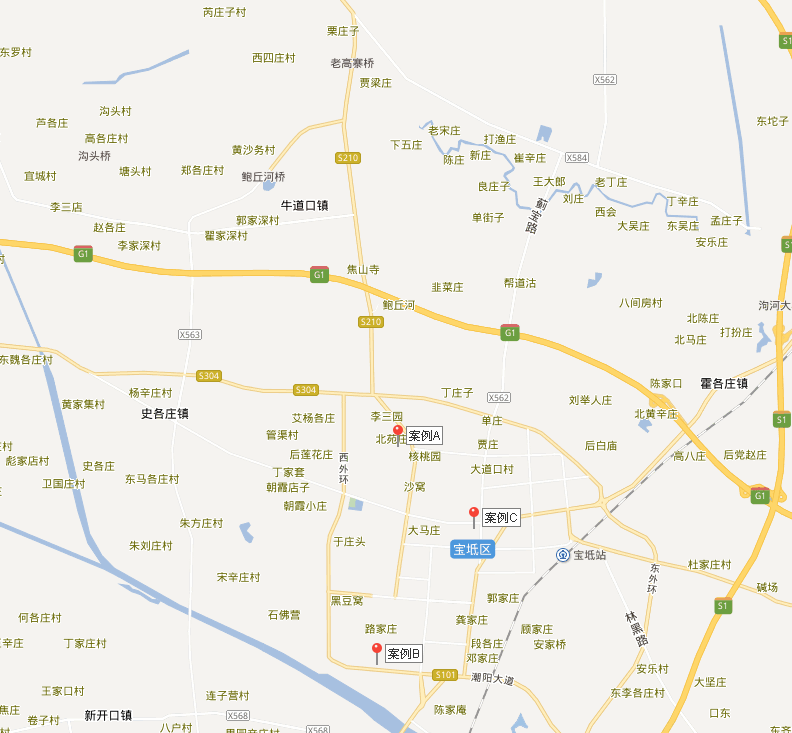 芮庄子村
栗庄子
东罗村
西四庄村
老高寨桥
贾梁庄
X562
S1
沟头村
芦各庄
高各庄村
沟头桥
黄沙务村
S210
下五庄
老宋庄
打渔庄
东坨子
宜城村
塘头村
郑各庄村
鲍丘河桥
陈庄
新庄
崔辛庄
X584
良庄子
王大郎
老丁庄
刘庄
丁辛庄
李三店
牛道口镇
单街子
蓟宝路
西会
大吴庄
东吴庄
孟庄子
赵各庄
郭家深村
翟家深村
李家深村
安乐庄
S1
G1
村
G1
焦山寺
韭菜庄
帮道沽
鲍丘河
八间房村
洵河大
S210
北陈庄
X563
G1
北马庄
打扮庄
东魏各庄村
S304
S304
杨辛庄村
丁庄子
X562
陈家口
霍各庄镇
黄家集村
史各庄镇
艾杨各庄
李三园
单庄
刘举人庄
北黄辛庄
S1
管渠村
北苑庄
案例A
贾庄
后白庙
庄村
彪家店村
史各庄
后莲花庄
西外环
核桃园
大道口村
高八庄
后党赵庄
丁家套
卫国庄村
东马各庄村
朝霞店子
沙窝
G1
朝霞小庄
朱方庄村
案例C
大马庄
朱刘庄村
于庄头
宝坻区
宝坻站
宋辛庄村
东外环
杜家庄村
碱场
黑豆窝
郭家庄
S1
何各庄村
石佛营
路家庄
龚家庄
顾家庄
林黑路
辛庄
丁家庄村
案例B
段各庄
安家桥
邓家庄
安乐村
S101
潮阳大道
王家口村
连子营村
东李各庄村
大坚庄
焦庄
卷子村
新开口镇
X568
陈家庵
口东
八户村
X568